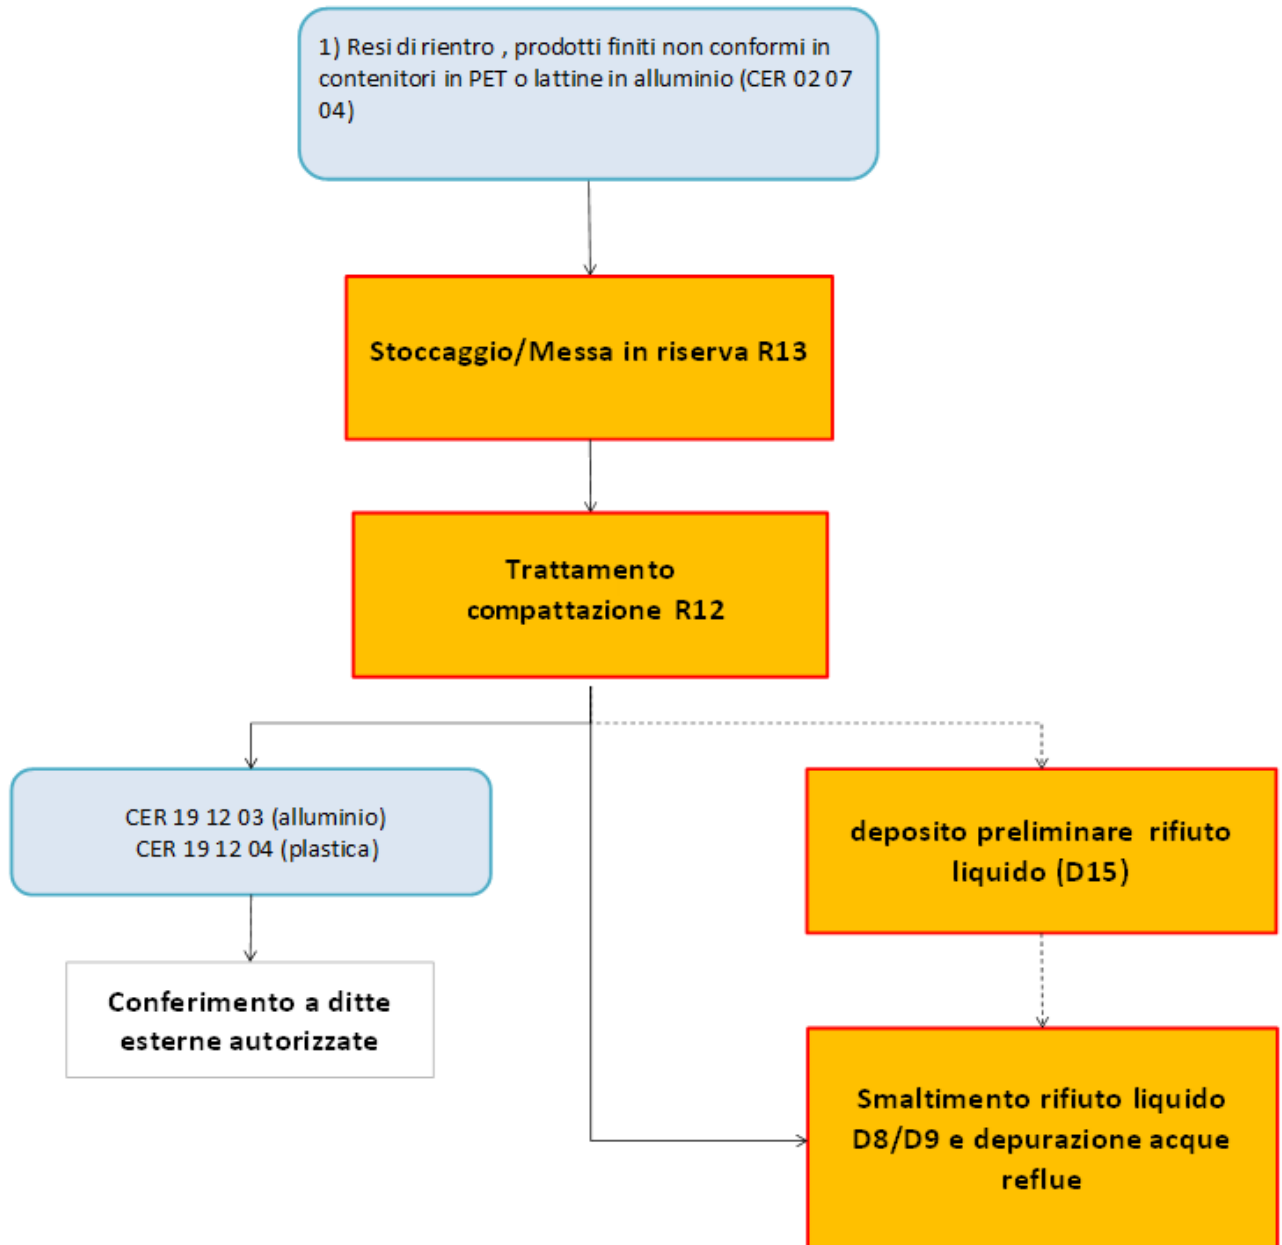 1) Resi di rientro , prodotti finiti non conformi in
contenitori in PET o lattine in alluminio (CER 02 07
04)
Stoccaggio/Messa in riserva R13
Trattamento
compattazione R12
CER 19 12 03 (alluminio)
CER 19 12 04 (plastica)
deposito preliminare rifiuto
liquido (D15)
Conferimento a ditte
esterne autorizzate
Smaltimento rifiuto liquido
D8/D9 e depurazione acque
reflue